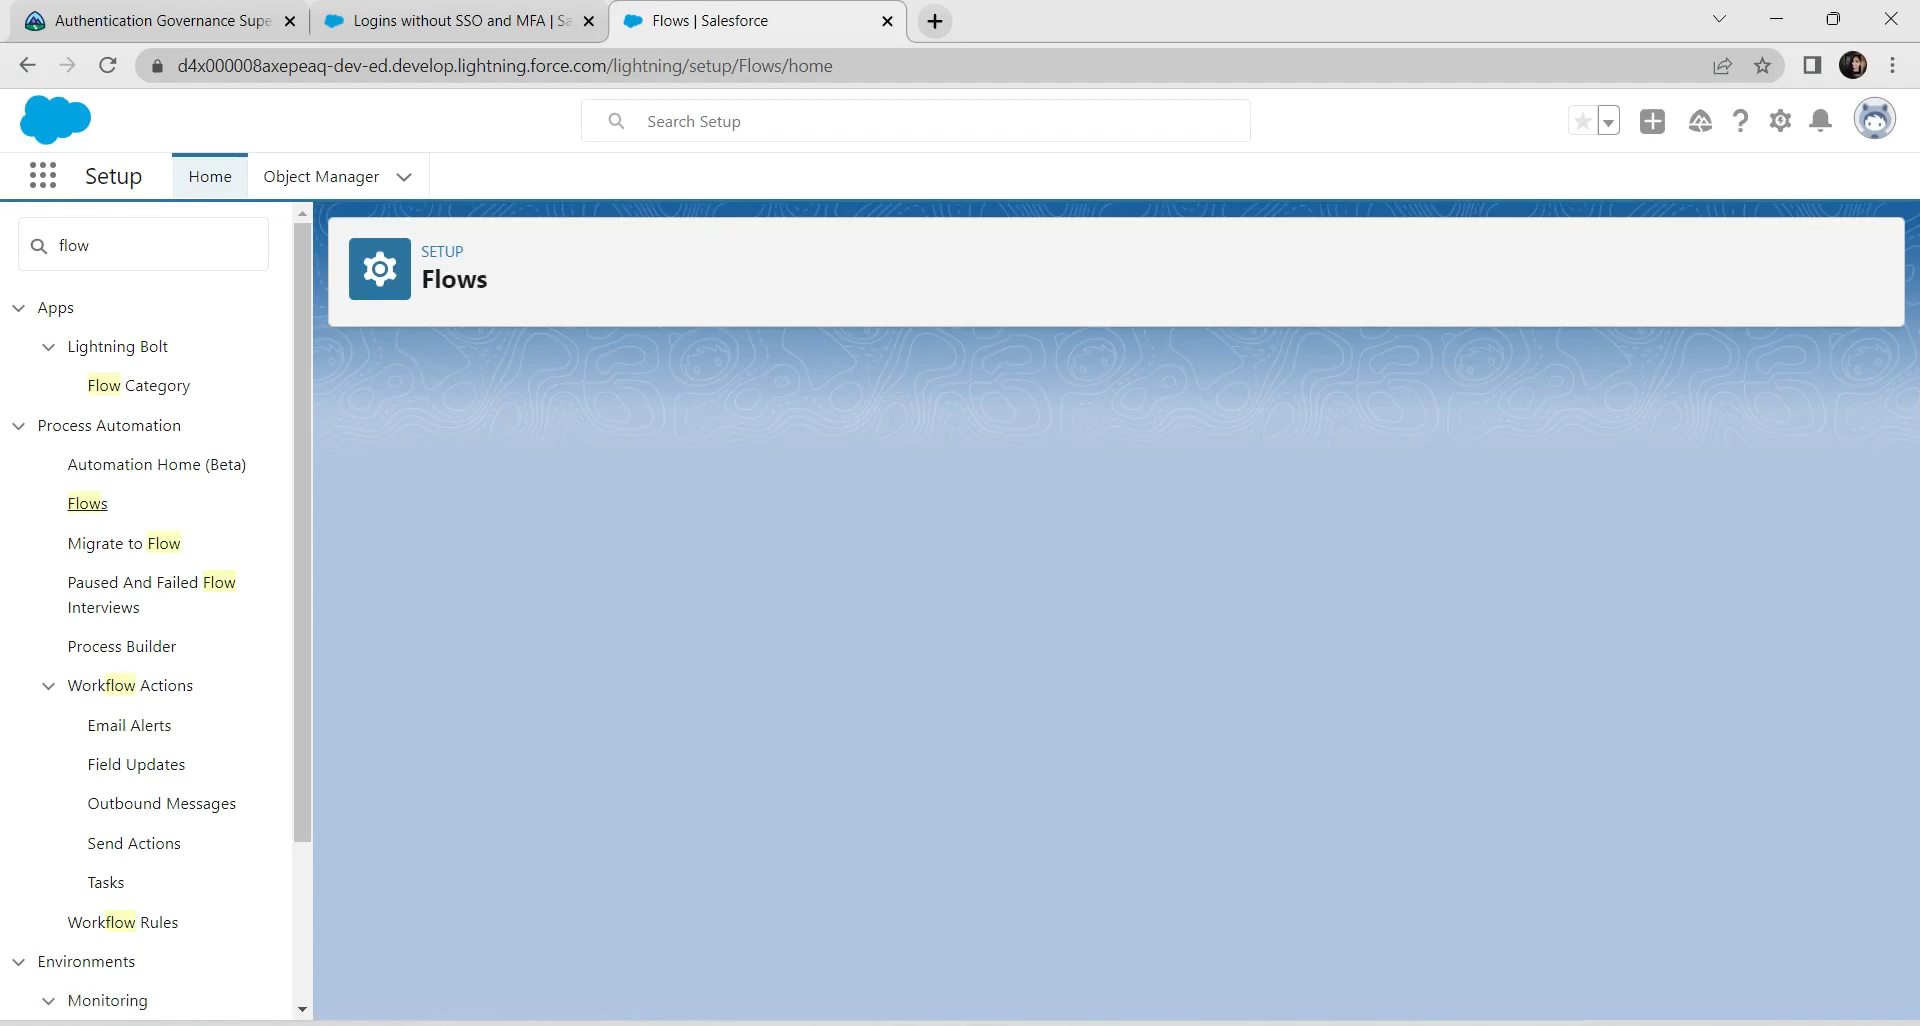 Authentication Governance Supe
Logins without SSO and MFA | Sa
Flows | Salesforce
d4x000008axepeaq-dev-ed.develop.lightning.force.com/lightning/setup/Flows/home
Search Setup
Setup
Home
Object Manager
flow
SETUP
Flows
Apps
Lightning Bolt
Flow Category
Process Automation
Automation Home (Beta)
Flows
Migrate to Flow
Paused And Failed Flow
Interviews
Process Builder
Workflow Actions
Email Alerts
Field Updates
Outbound Messages
Send Actions
Tasks
Workflow Rules
Environments
Monitoring